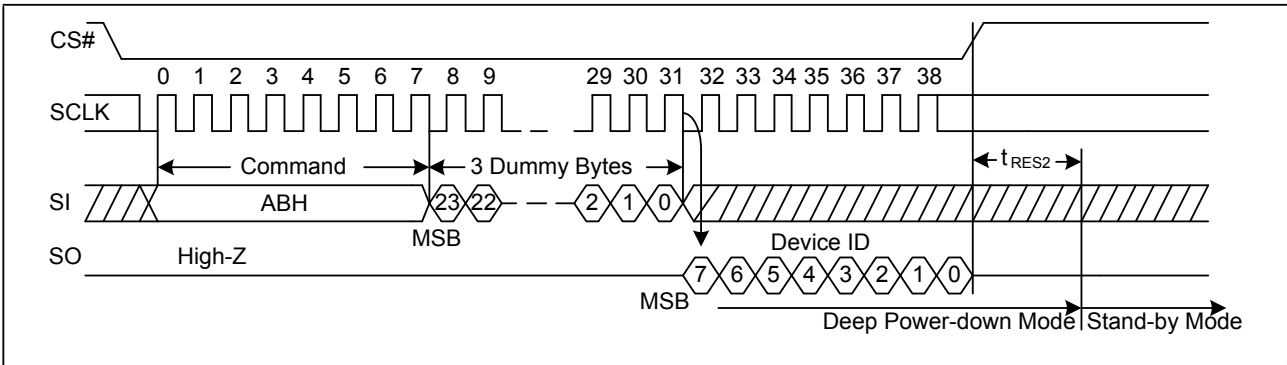 CS#
0 1 2 3 4 5 6 7 8 9 29 30 31 32 33 34 35 36 37 38
SCLK
Command 3 Dummy Bytes tRES2
SI ABH 23 22 2 1 0
MSB
SO High-Z Device ID
7 6 5 4 3 2 1 0
MSB
Deep Power-down Mode Stand-by Mode